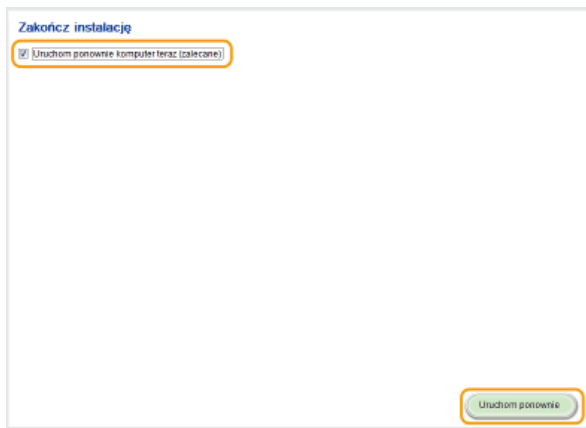 Zakończ instalację
Uruchom ponownie komputer teraz (zalecane)
Uruchom ponownie